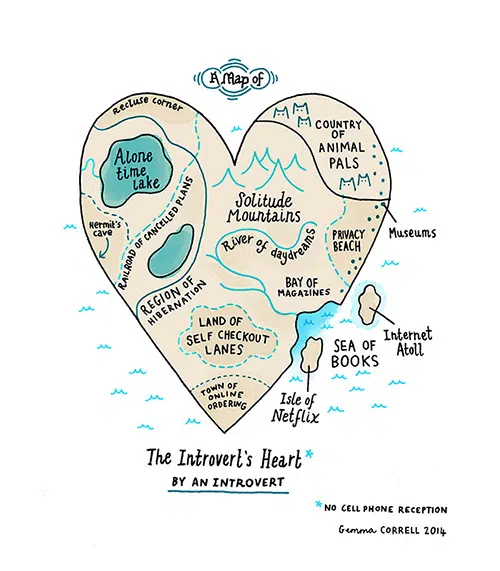 A Map of
Recluse corner
Alone
time
lake
Hermit's
cave
RAILROAD OF CANCELLED PLANS
COUNTRY
OF
ANIMAL
PALS
Solitude
Mountains
River of daydreams
PRIVACY
BEACH
Museums
REGION OF
HIBERNATION
BAY OF
MAGAZINES
LAND OF
SELF CHECKOUT
LANES
SEA OF
BOOKS
Internet
Atoll
Isle of
Netflix
TOWN OF
ONLINE
ORDERING
The Introvert's Heart*
BY AN INTROVERT
*NO CELL PHONE RECEPTION
Gemma CORRELL 2014